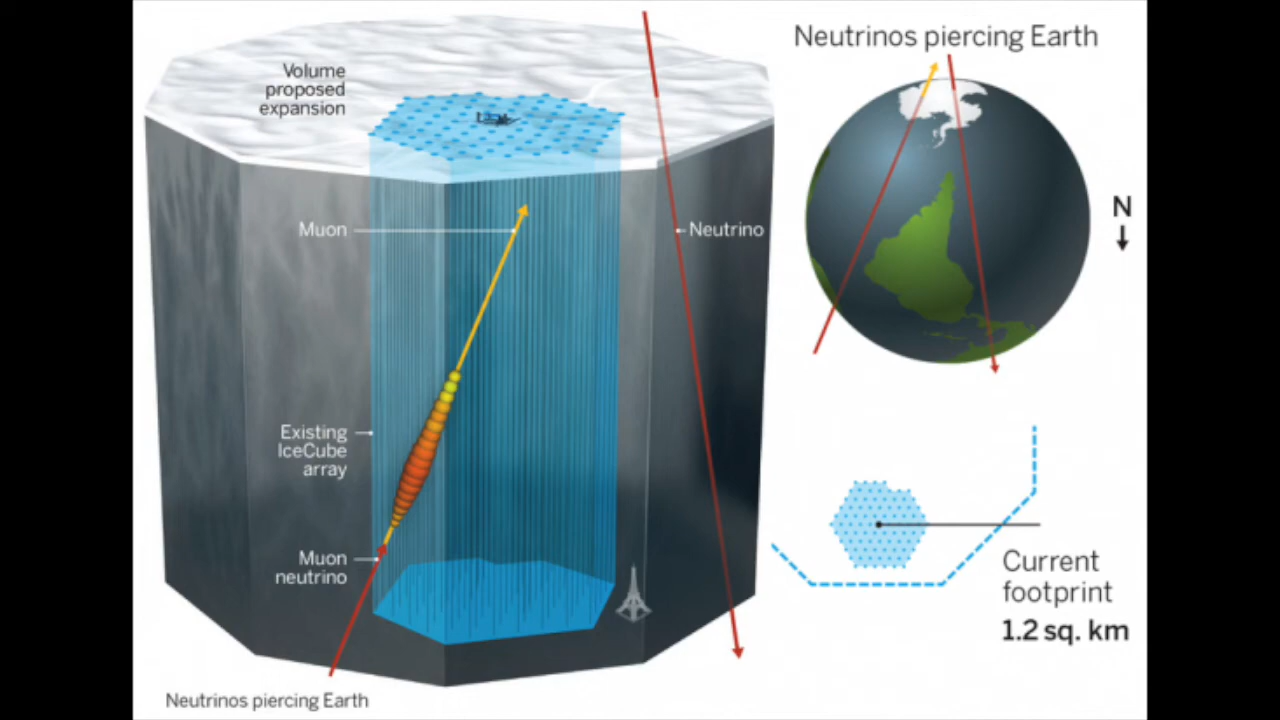 Volume
proposed
expansion
Muon
Neutrino
Existing
IceCube
array
Muon
neutrino
Neutrinos piercing Earth
Neutrinos piercing Earth
N
Current
footprint
1.2 sq. km